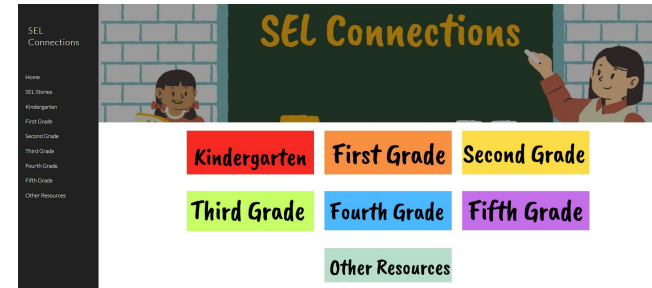 SEL
Connections
Home
SEL Stories
Kindergarten
First Grade
Second Grade
Third Grade
Fourth Grade
Fifth Grade
Other Resources
SEL Connections
Kindergarten
First Grade
Second Grade
Third Grade
Fourth Grade
Fifth Grade
Other Resources